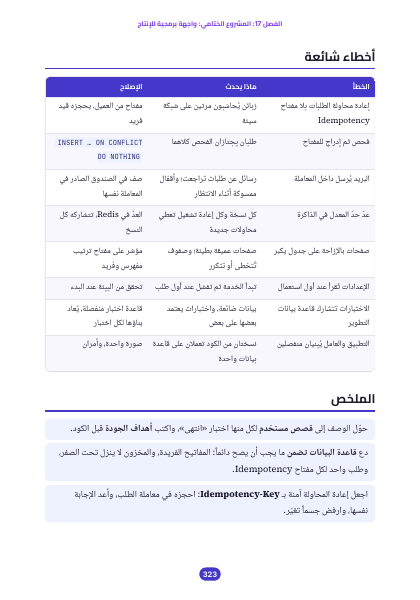 الفصل 17: المشروع الختامي: واجهة برمجية للإنتاج
أخطاء شائعة
الخطأ ماذا يحدث الإصلاح
إعادة محاولة الطلبات بلا مفتاح زبائن يُحاسَبون مرتين على شبكة مفتاح من العميل، يحجزه قيد
Idempotency سيئة فريد
فحص ثم إدراج للمفتاح طلبان يجتازان الفحص كلاهما INSERT … ON CONFLICT
DO NOTHING
البريد يُرسل داخل المعاملة رسائل عن طلبات تراجعت؛ وأقفال صف في الصندوق الصادر في
ممسوكة أثناء الانتظار المعاملة نفسها
عدّ حدّ المعدل في الذاكرة كل نسخة وكل إعادة تشغيل تعطي العدّ في Redis، تتشاركه كل
محاولات جديدة النسخ
صفحات بالإزاحة على جدول يكبر صفحات عميقة بطيئة؛ وصفوف مؤشر على مفتاح ترتيب
تُتخطى أو تتكرر مفهرس وفريد
الإعدادات تُقرأ عند أول استعمال تبدأ الخدمة ثم تفشل عند أول طلب تحقق من البيئة عند البدء
الاختبارات تتشارك قاعدة بيانات بيانات ضائعة، واختبارات يعتمد قاعدة اختبار منفصلة، يُعاد
التطوير بعضها على بعض بناؤها لكل اختبار
التطبيق والعامل يُبنيان منفصلين نسختان من الكود تعملان على قاعدة صورة واحدة، وأمران
بيانات واحدة
الملخص
حوّل الوصف إلى قصص مستخدم لكل منها اختبار «انتهى»، واكتب أهداف الجودة قبل الكود.
دع قاعدة البيانات تضمن ما يجب أن يصح دائماً: المفاتيح الفريدة، والمخزون لا ينزل تحت الصفر،
وطلب واحد لكل مفتاح Idempotency.
اجعل إعادة المحاولة آمنة بـ Idempotency-Key: احجزه في معاملة الطلب، وأعد الإجابة
نفسها، وارفض جسماً تغيّر.
323